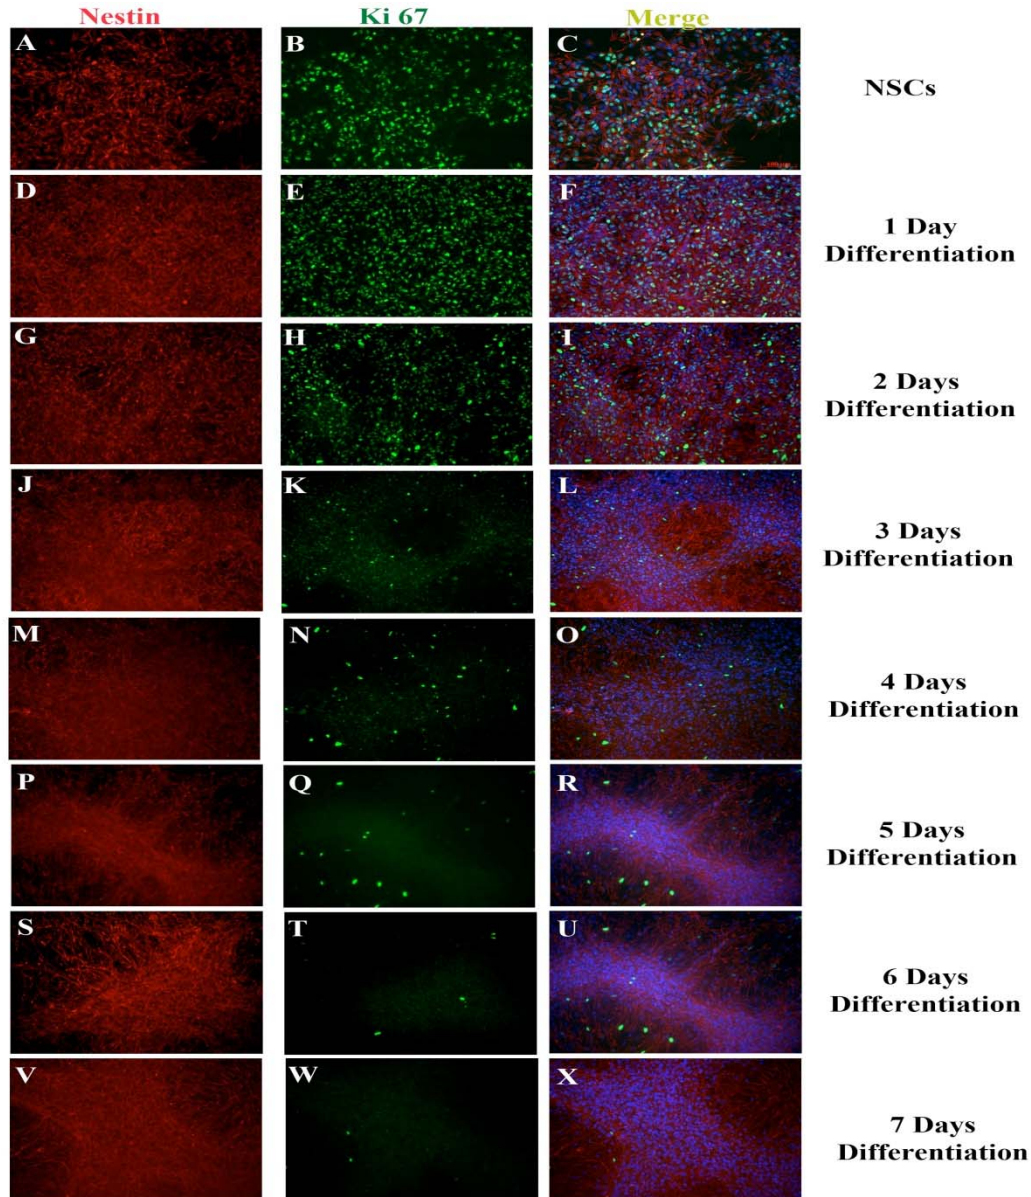 Nestin Ki 67 Merge
A B C
NSCs
D E F
1 Day
Differentiation
G H I
2 Days
Differentiation
J K L
3 Days
Differentiation
M N O
4 Days
Differentiation
P Q R
5 Days
Differentiation
S T U
6 Days
Differentiation
V W X
7 Days
Differentiation